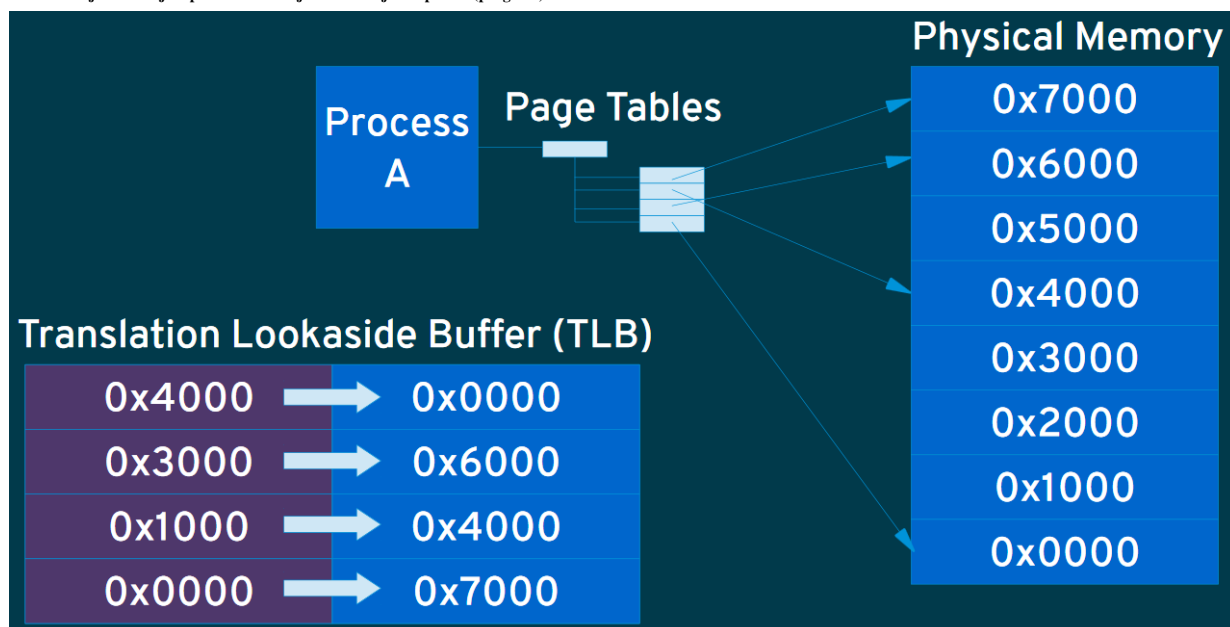 Physical Memory
Process
A
Page Tables
0x7000
0x6000
0x5000
0x4000
0x3000
0x2000
0x1000
0x0000
Translation Lookaside Buffer (TLB)
0x4000 0x0000
0x3000 0x6000
0x1000 0x4000
0x0000 0x7000